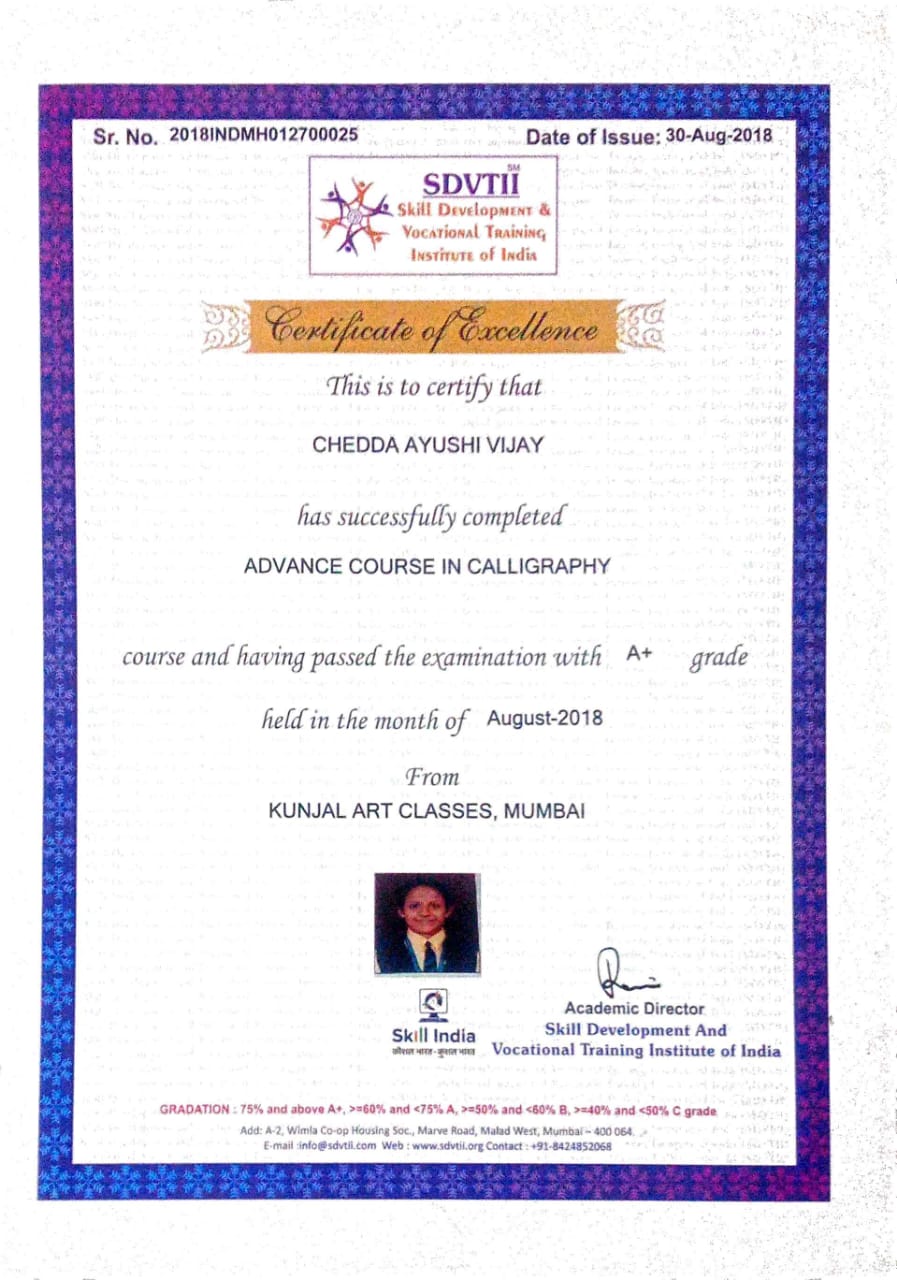 Sr. No. 2018INDMH012700025 Date of Issue: 30-Aug-2018
SDVTII SM
Skill Development &
Vocational Training
Institute of India
Certificate of Excellence
This is to certify that
CHEDDA AYUSHI VIJAY
has successfully completed
ADVANCE COURSE IN CALLIGRAPHY
course and having passed the examination with A+ grade
held in the month of August-2018
From
KUNJAL ART CLASSES, MUMBAI
Academic Director
Skill India
Skill Development And
कौशल भारत - कुशल भारत
Vocational Training Institute of India
GRADATION : 75% and above A+, >=60% and <75% A, >=50% and <60% B, >=40% and <50% C grade
Add: A-2, Wimla Co-op Housing Soc., Marve Road, Malad West, Mumbai – 400 064.
E-mail :info@sdvtii.com Web : www.sdvtii.org Contact : +91-8424852068